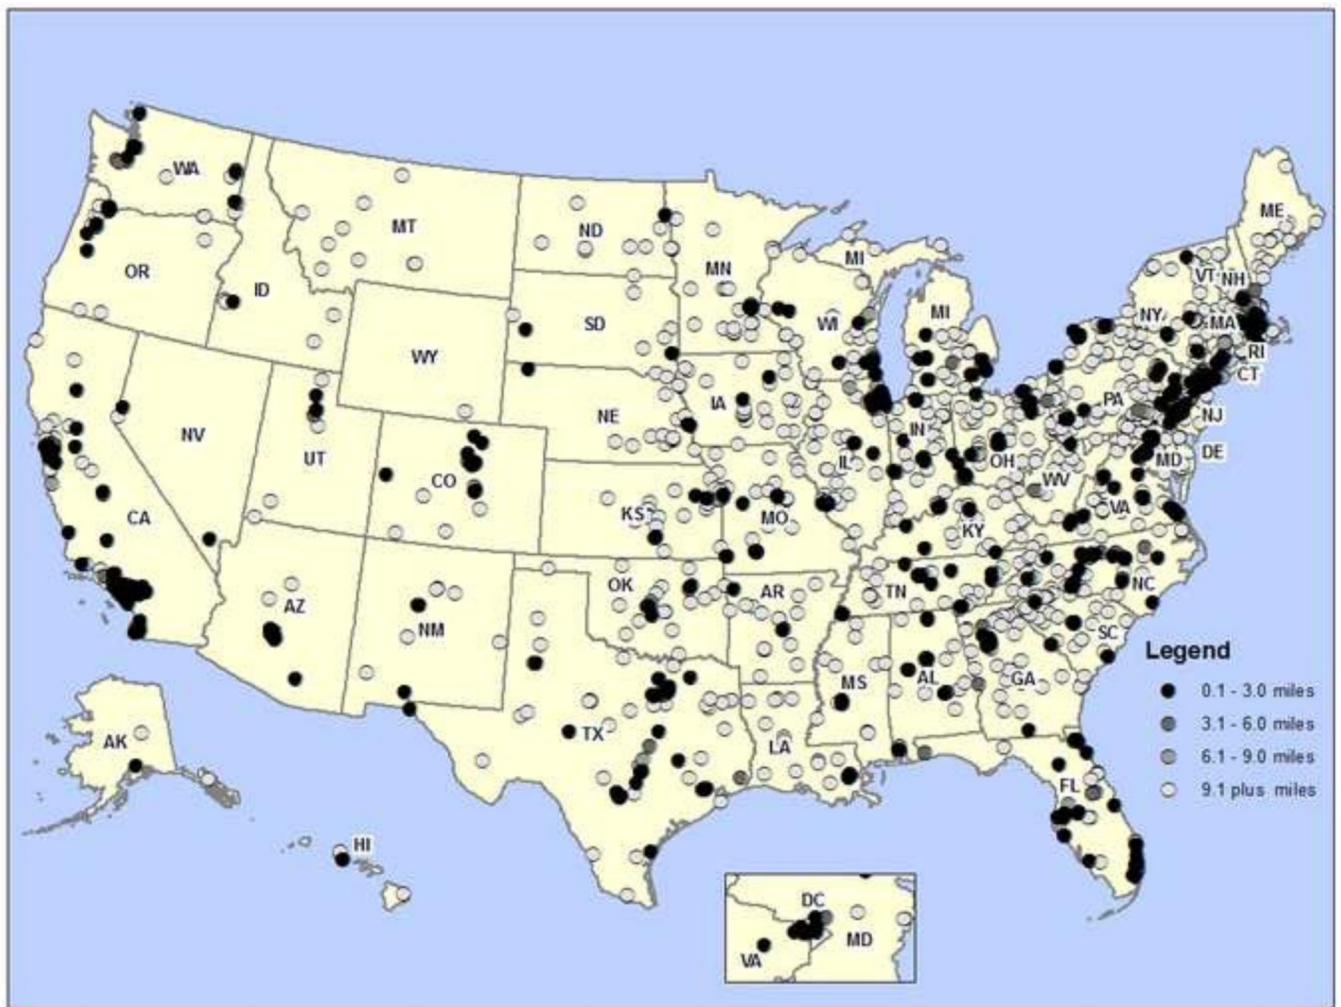 WA
MT
ND
MN
MI
ME
VT
NH
OR
ID
SD
WI
MI
NY
MA
RI
CT
WY
NE
IA
PA
NJ
NV
UT
CO
IL
IN
OH
WV
MD
DE
CA
KS
MO
KY
VA
AZ
NM
OK
AR
TN
NC
SC
MS
AL
GA
TX
LA
FL
AK
HI
Legend
0.1 - 3.0 miles
3.1 - 6.0 miles
6.1 - 9.0 miles
9.1 plus miles
DC
VA
MD